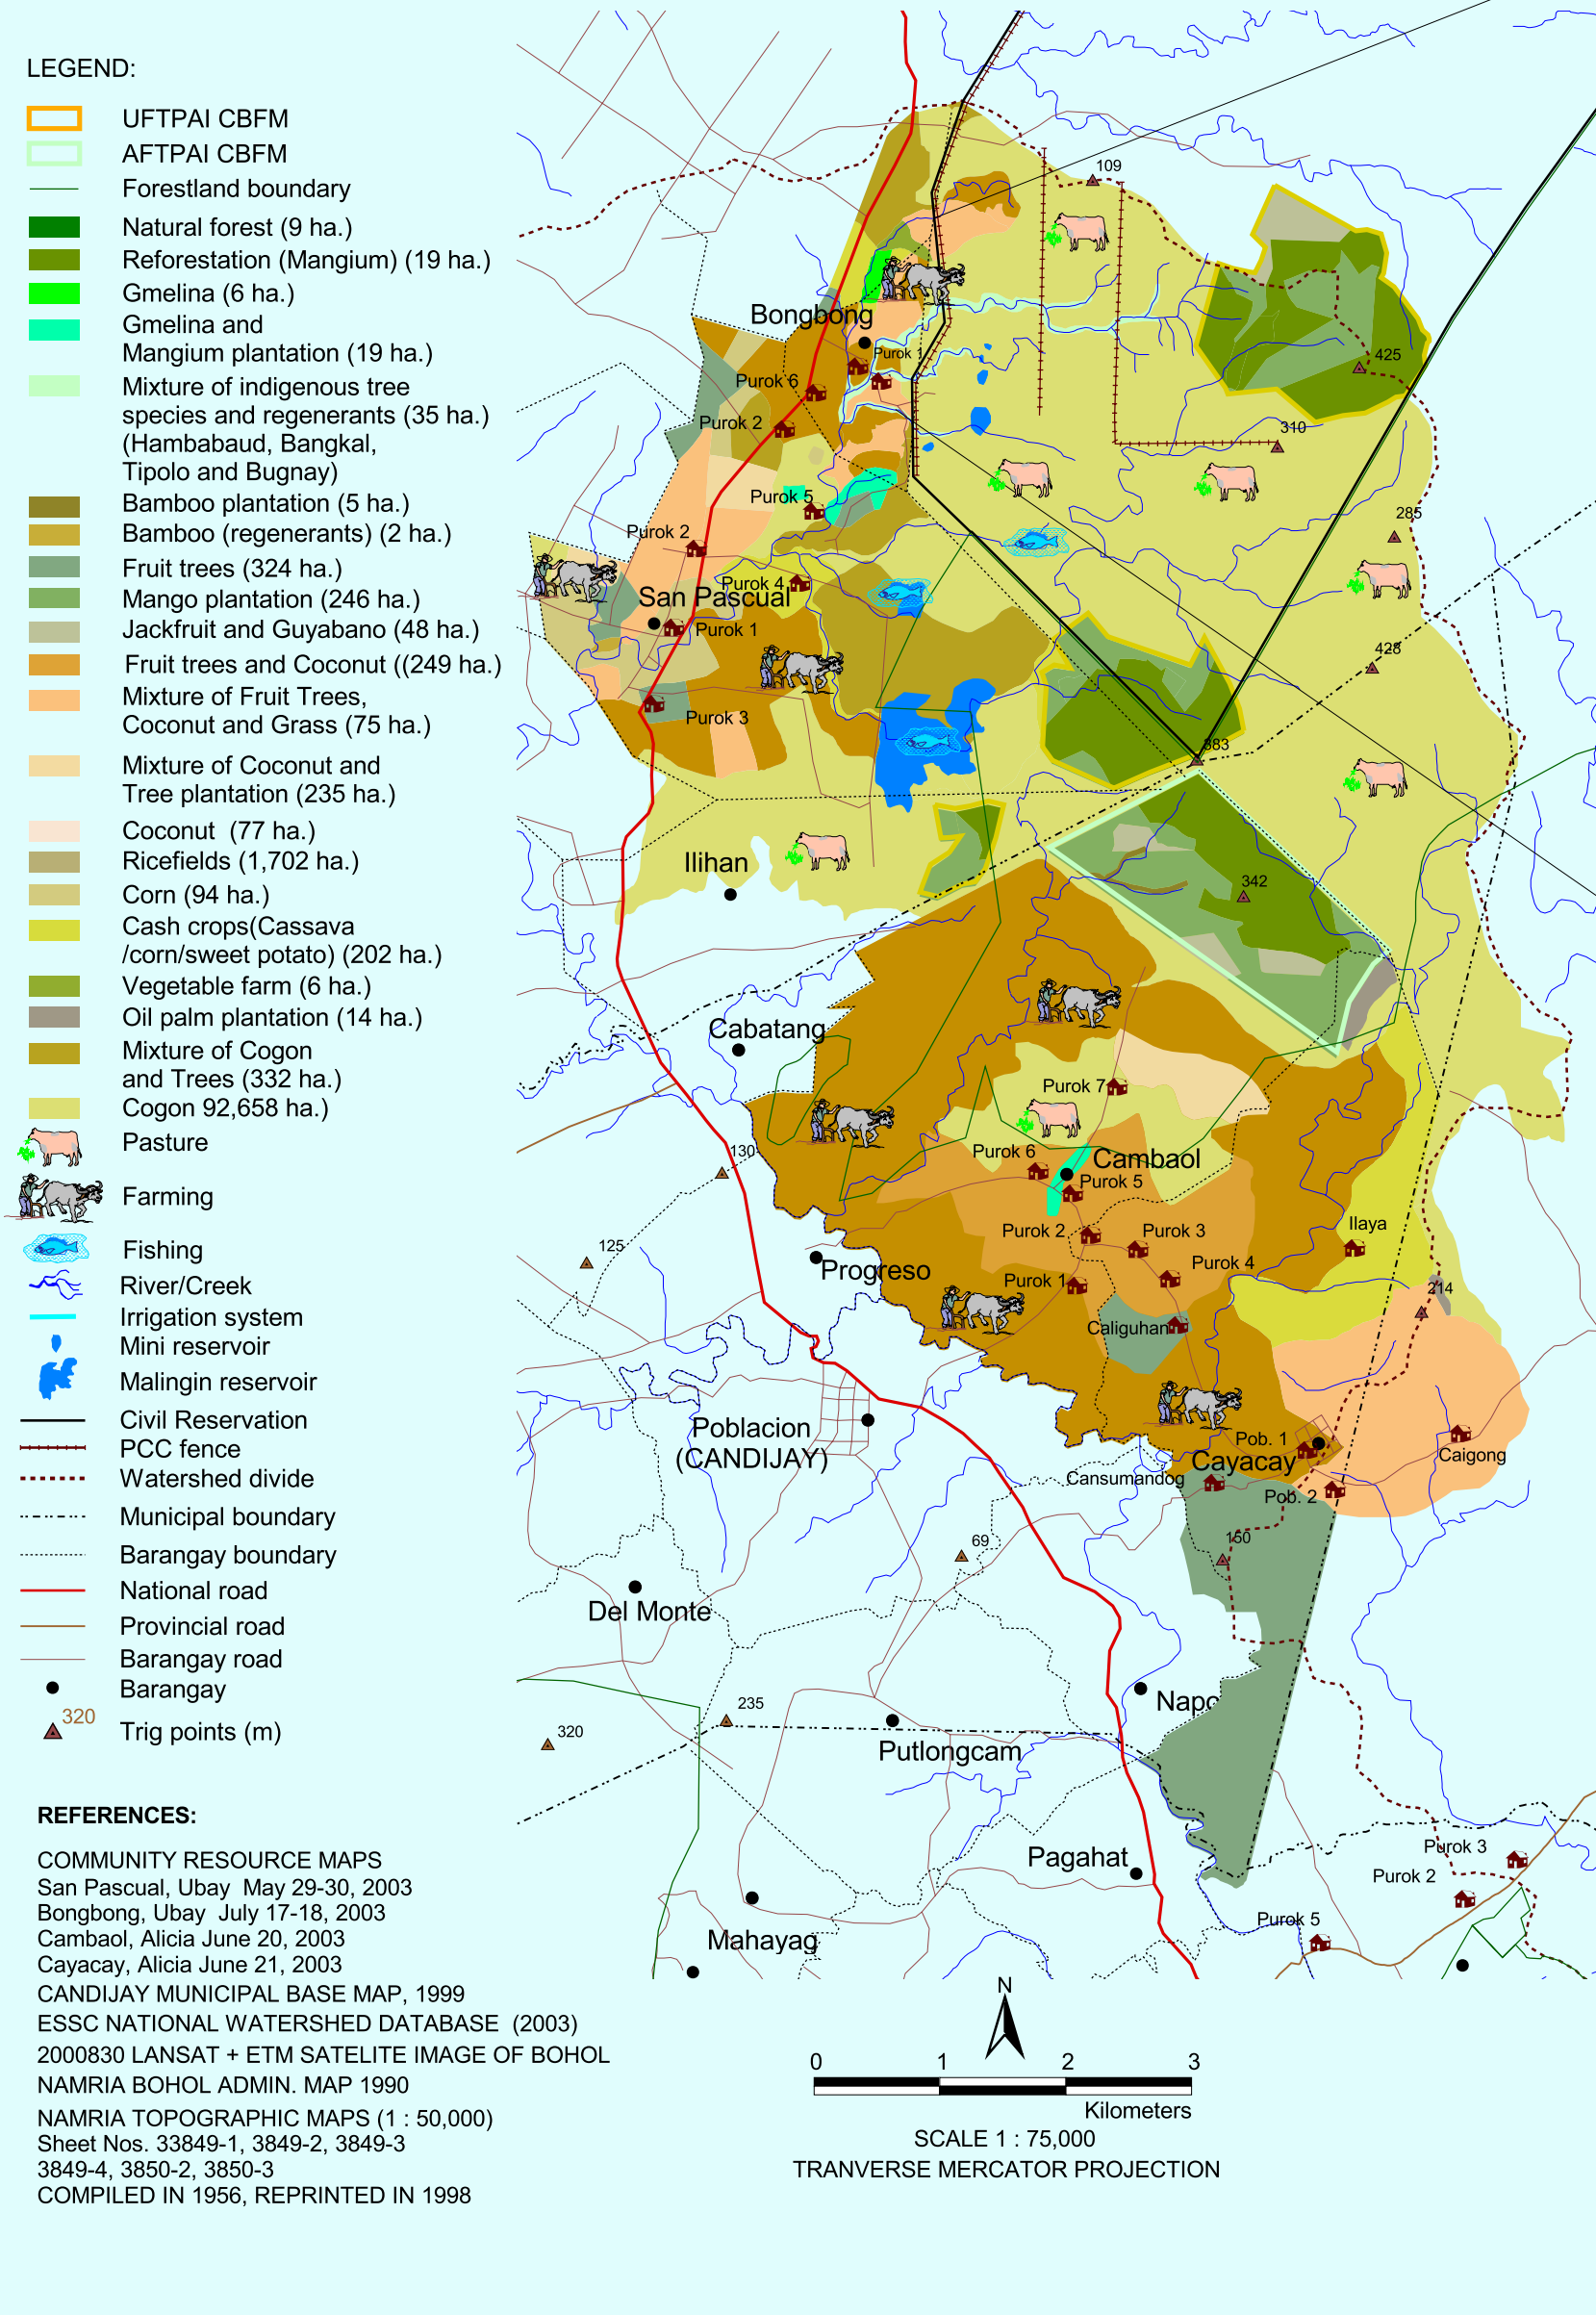 LEGEND:
UFTPAI CBFM
AFTPAI CBFM
Forestland boundary
Natural forest (9 ha.)
Reforestation (Mangium) (19 ha.)
Gmelina (6 ha.)
Gmelina and
Mangium plantation (19 ha.)
Mixture of indigenous tree
species and regenerants (35 ha.)
(Hambabaud, Bangkal,
Tipolo and Bugnay)
Bamboo plantation (5 ha.)
Bamboo (regenerants) (2 ha.)
Fruit trees (324 ha.)
Mango plantation (246 ha.)
Jackfruit and Guyabano (48 ha.)
Fruit trees and Coconut ((249 ha.)
Mixture of Fruit Trees,
Coconut and Grass (75 ha.)
Mixture of Coconut and
Tree plantation (235 ha.)
Coconut (77 ha.)
Ricefields (1,702 ha.)
Corn (94 ha.)
Cash crops(Cassava
/corn/sweet potato) (202 ha.)
Vegetable farm (6 ha.)
Oil palm plantation (14 ha.)
Mixture of Cogon
and Trees (332 ha.)
Cogon 92,658 ha.)
Pasture
Farming
Fishing
River/Creek
Irrigation system
Mini reservoir
Malingin reservoir
Civil Reservation
PCC fence
Watershed divide
Municipal boundary
Barangay boundary
National road
Provincial road
Barangay road
Barangay
320
Trig points (m)
REFERENCES:
COMMUNITY RESOURCE MAPS
San Pascual, Ubay May 29-30, 2003
Bongbong, Ubay July 17-18, 2003
Cambaol, Alicia June 20, 2003
Cayacay, Alicia June 21, 2003
CANDIJAY MUNICIPAL BASE MAP, 1999
ESSC NATIONAL WATERSHED DATABASE (2003)
2000830 LANSAT + ETM SATELITE IMAGE OF BOHOL
NAMRIA BOHOL ADMIN. MAP 1990
NAMRIA TOPOGRAPHIC MAPS (1 : 50,000)
Sheet Nos. 33849-1, 3849-2, 3849-3
3849-4, 3850-2, 3850-3
COMPILED IN 1956, REPRINTED IN 1998
109
Bongbong
Purok 1
425
Purok 6
Purok 2
310
Purok 5
285
Purok 2
Purok 4
San Pascual
Purok 1
428
Purok 3
383
Ilihan
342
Cabatang
Purok 7
130
Purok 6
Cambaol
Purok 5
Purok 2
Purok 3
Ilaya
125
Purok 4
Progreso
Purok 1
214
Caliguhan
Poblacion
(CANDIJAY)
Pob. 1
Cayacay
Caigong
Cansumandog
Pob. 2
69
150
Del Monte
Napo
235
320
Putlongcam
Pagahat
Purok 3
Purok 2
Purok 5
Mahayag
N
0 1 2 3
Kilometers
SCALE 1 : 75,000
TRANVERSE MERCATOR PROJECTION